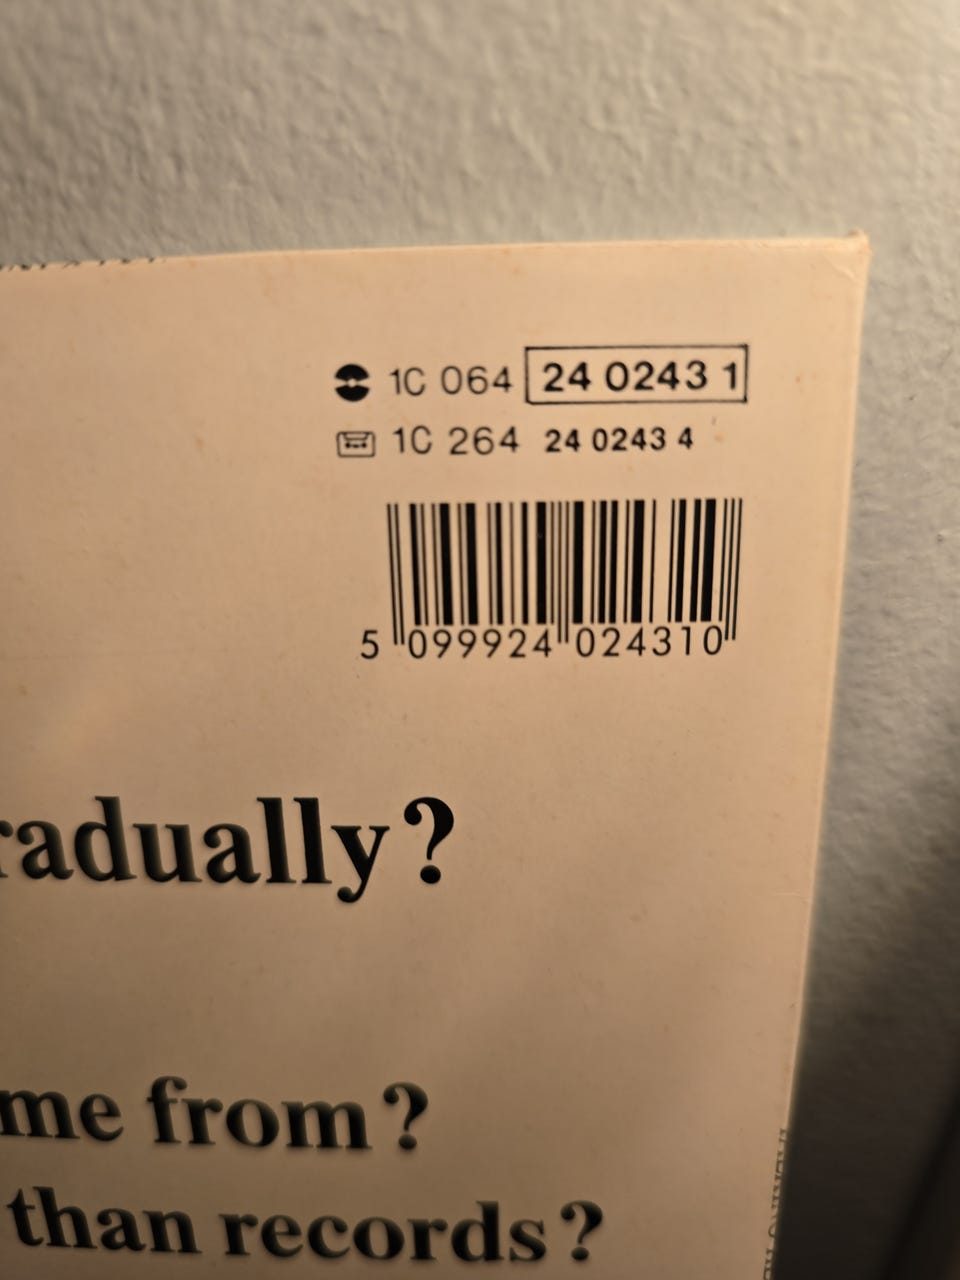 1C 064 24 0243 1
1C 264 24 0243 4
5 099924 024310
radually?
me from?
than records?